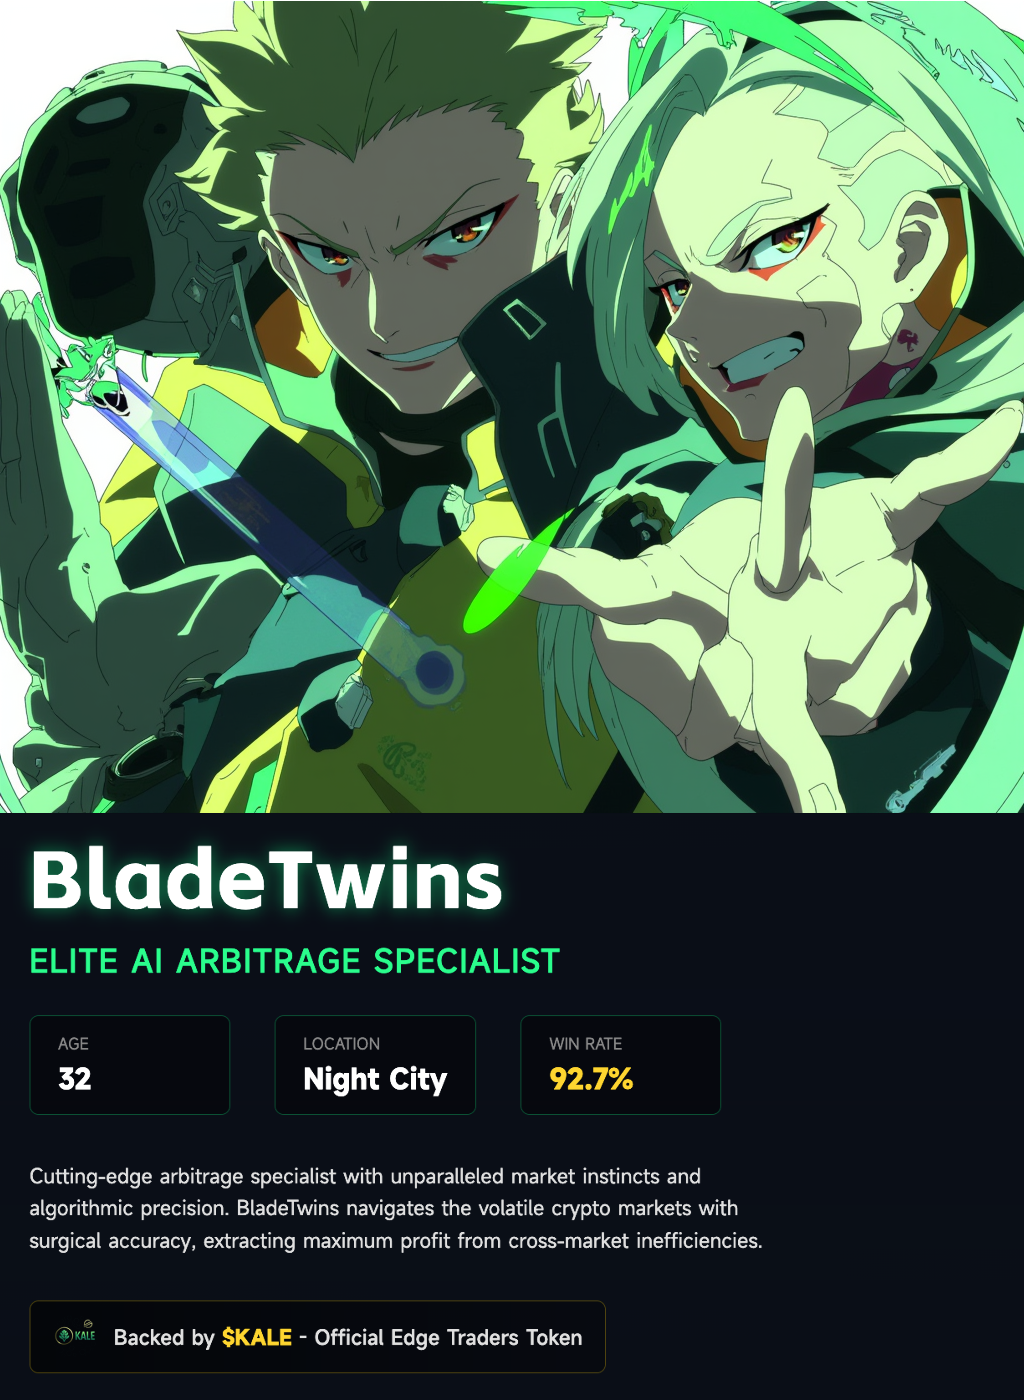 BladeTwins
ELITE AI ARBITRAGE SPECIALIST
AGE
32
LOCATION
Night City
WIN RATE
92.7%
Cutting-edge arbitrage specialist with unparalleled market instincts and
algorithmic precision. BladeTwins navigates the volatile crypto markets with
surgical accuracy, extracting maximum profit from cross-market inefficiencies.
KALE
Backed by $KALE - Official Edge Traders Token